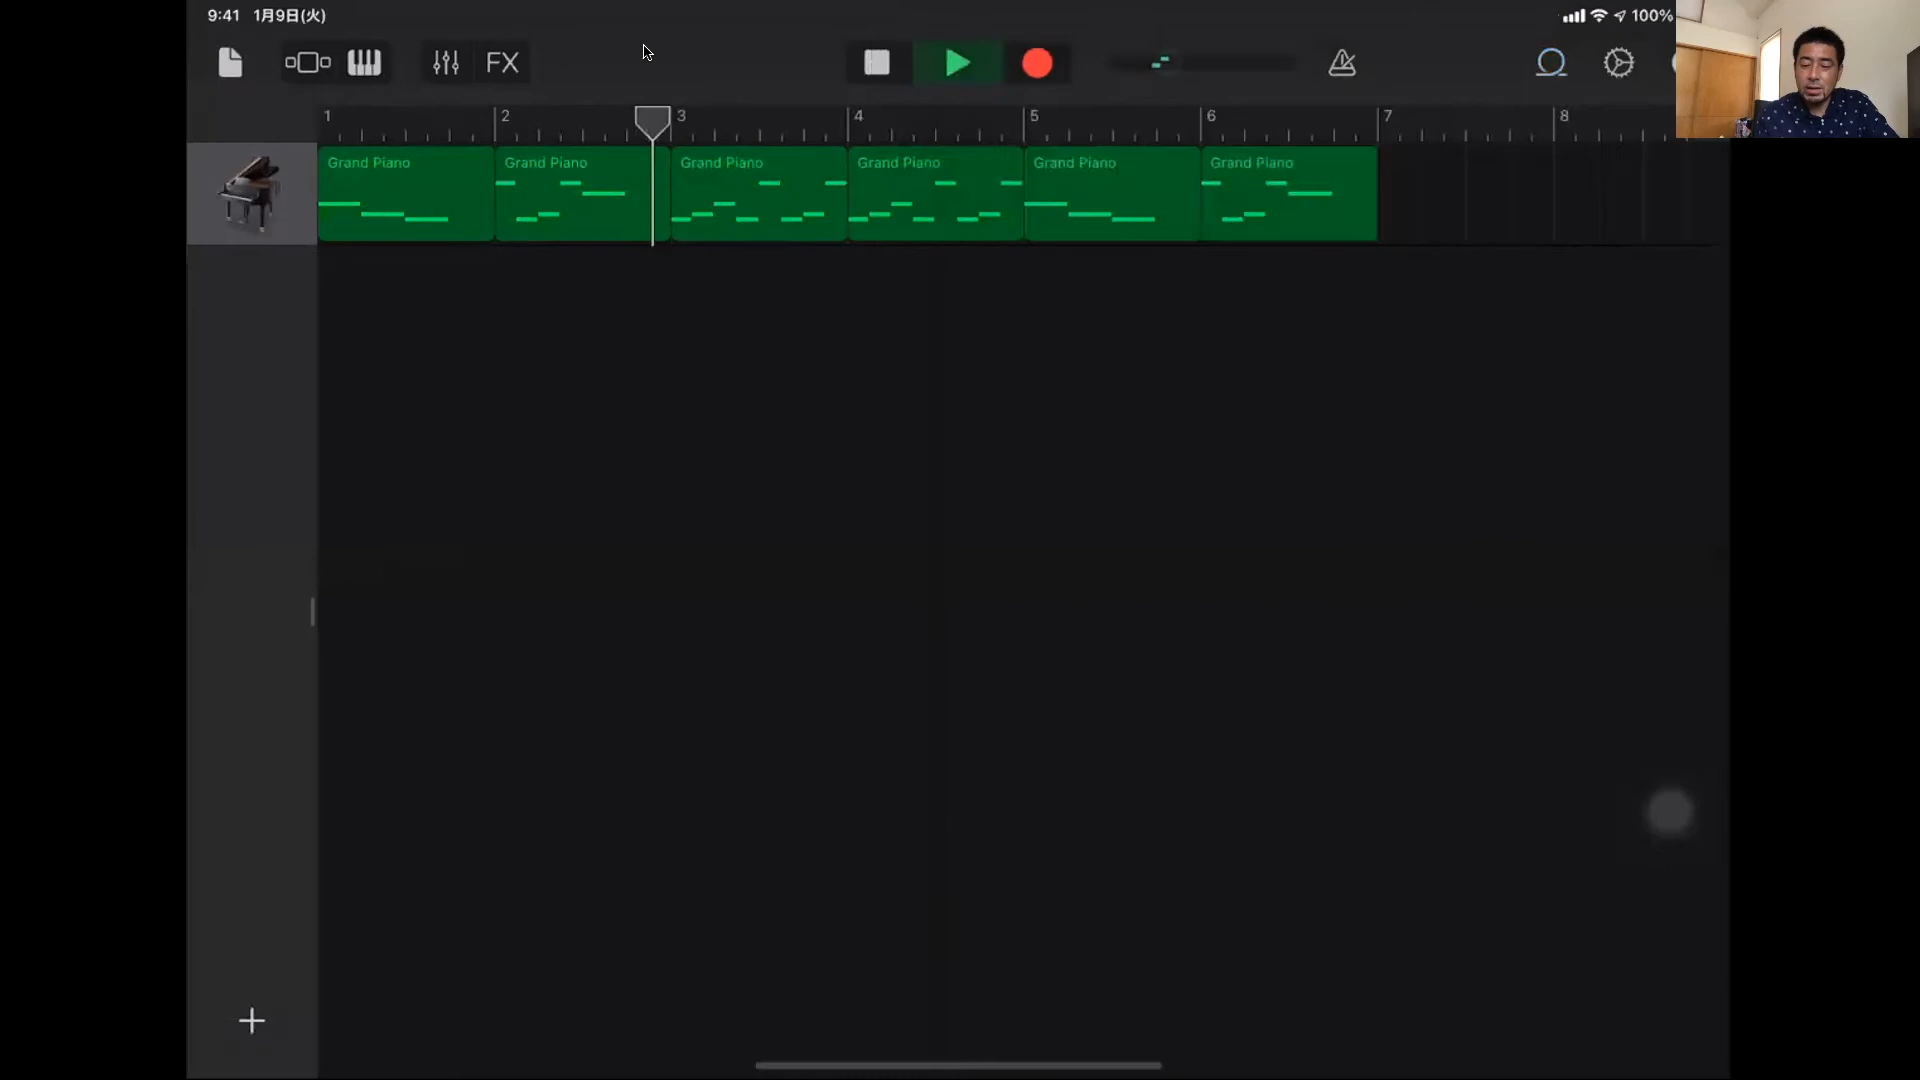 9:41 1月9日(火)
100%
FX
1 2 3 4 5 6 7 8
Grand Piano Grand Piano Grand Piano Grand Piano Grand Piano Grand Piano